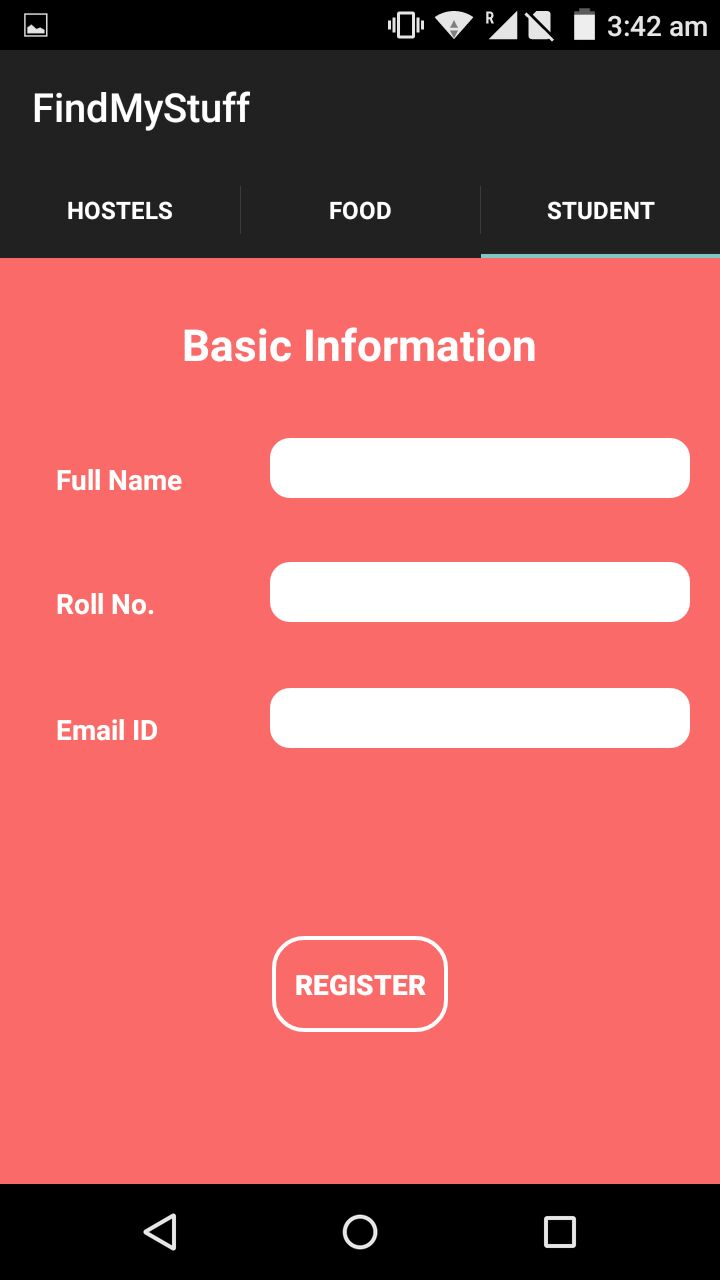 R 3:42 am
FindMyStuff
HOSTELS FOOD STUDENT
Basic Information
Full Name
Roll No.
Email ID
REGISTER